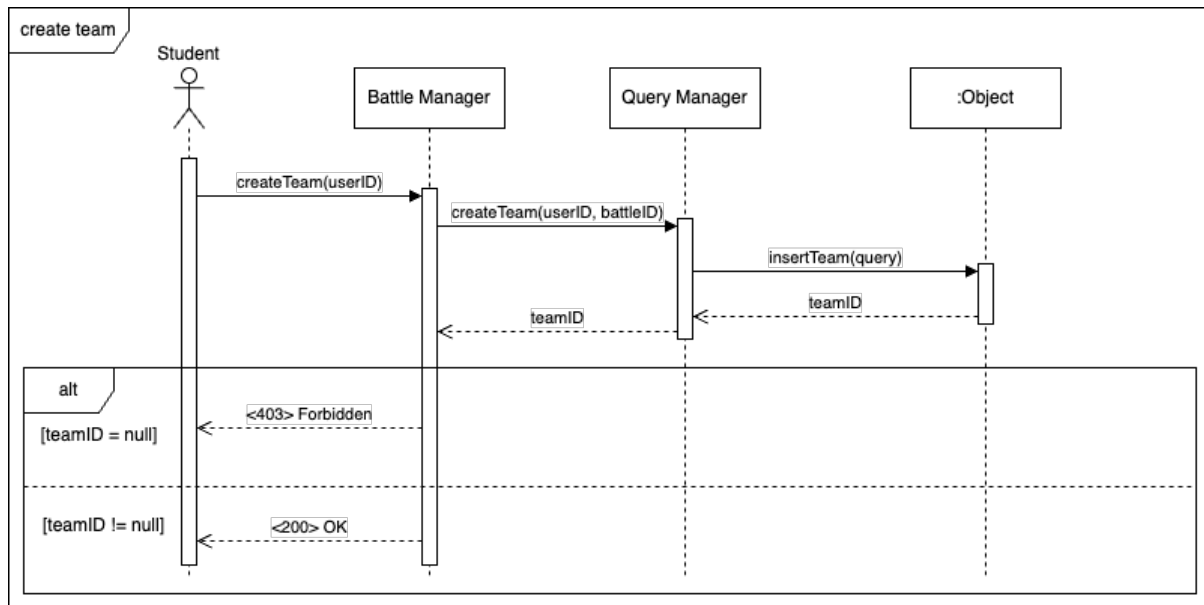 create team
Student
Battle Manager
Query Manager
:Object
createTeam(userID)
createTeam(userID, battleID)
insertTeam(query)
teamID
teamID
alt
<403> Forbidden
[teamID = null]
[teamID != null]
<200> OK